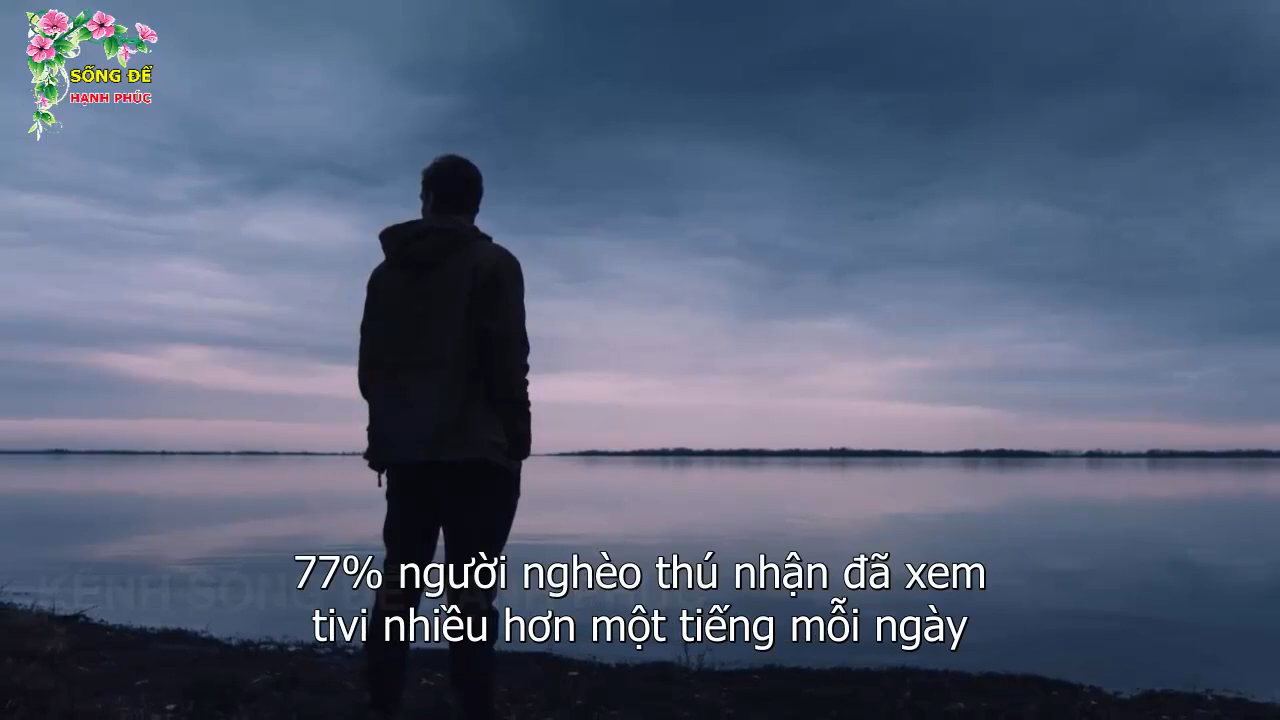 SỐNG ĐỂ
HẠNH PHÚC
77% người nghèo thú nhận đã xem
tivi nhiều hơn một tiếng mỗi ngày